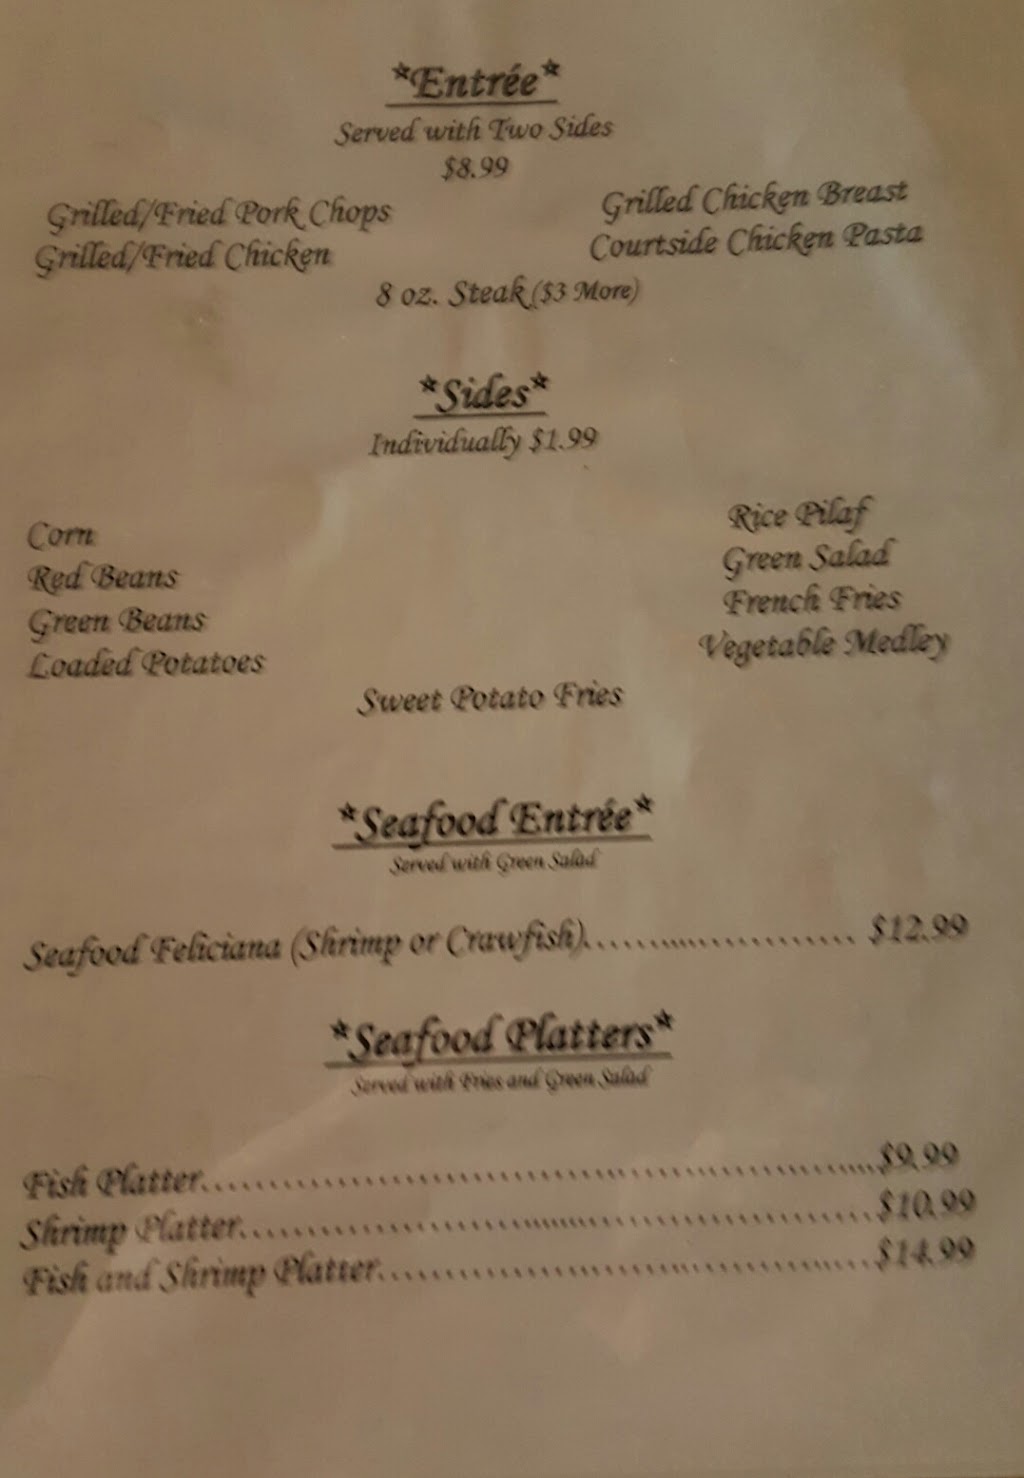 *Entrée*
Served with Two Sides
$8.99
Grilled/Fried Pork Chops
Grilled Chicken Breast
Grilled/Fried Chicken
Courtside Chicken Pasta
8 oz. Steak ($3 More)
*Sides*
Individually $1.99
Corn
Rice Pilaf
Red Beans
Green Salad
Green Beans
French Fries
Loaded Potatoes
Vegetable Medley
Sweet Potato Fries
*Seafood Entrée*
Served with Green Salad
Seafood Feliciana (Shrimp or Crawfish)........................ $12.99
*Seafood Platters*
Served with Fries and Green Salad
Fish Platter........................................................$9.99
Shrimp Platter.....................................................$10.99
Fish and Shrimp Platter..........................................$14.99